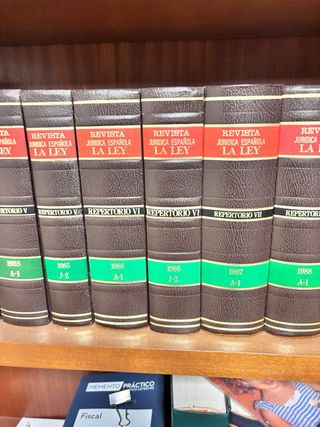 REVISTA
JURIDICA ESPAÑOLA
LA LEY
REPERTORIO V
1985
A-I
REVISTA
JURIDICA ESPAÑOLA
LA LEY
REPERTORIO V
1985
J-Z
REVISTA
JURIDICA ESPAÑOLA
LA LEY
REPERTORIO VI
1986
A-I
REVISTA
JURIDICA ESPAÑOLA
LA LEY
REPERTORIO VI
1986
J-Z
REVISTA
JURIDICA ESPAÑOLA
LA LEY
REPERTORIO VII
1987
A-I
REVISTA
JURIDICA ESPAÑOLA
LA LEY
REPERTORIO
1988
A-I
MEMENTO PRÁCTICO
Fiscal